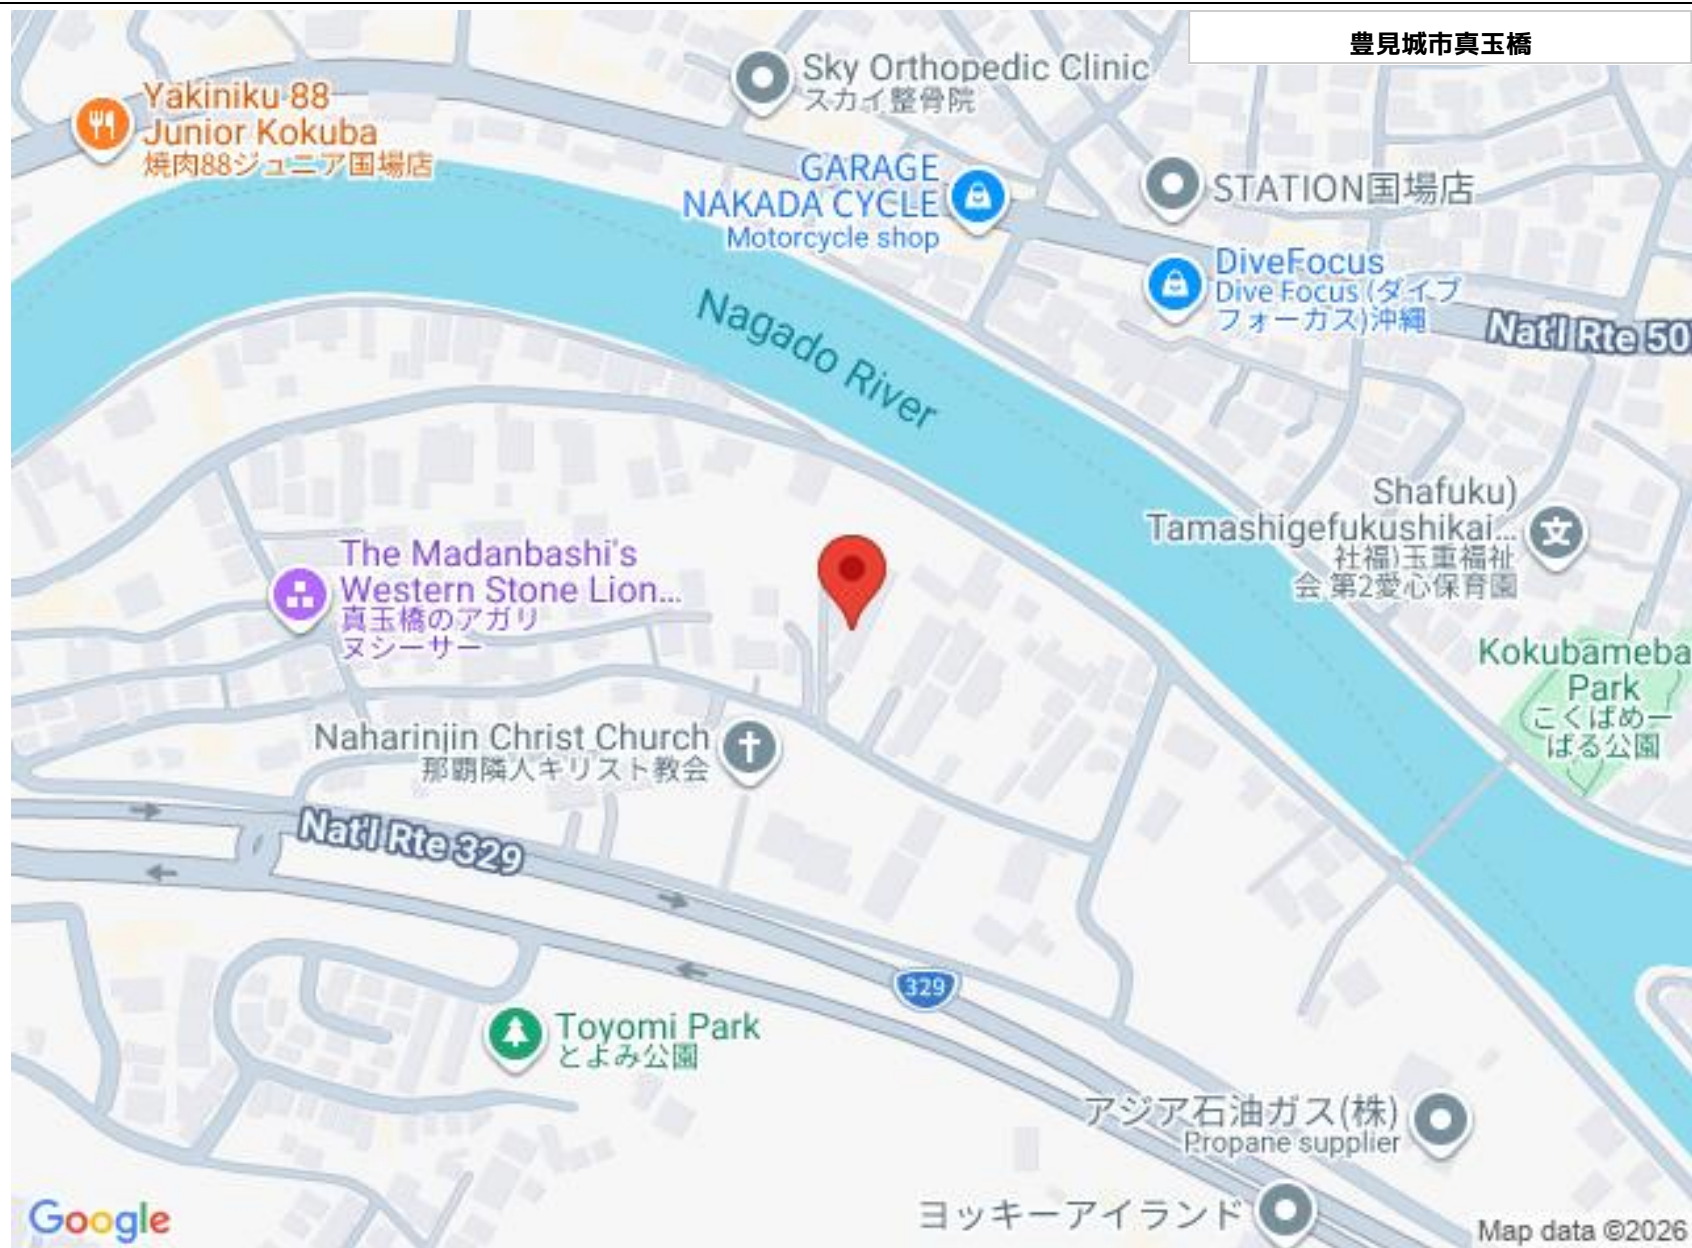 豊見城市真玉橋
Sky Orthopedic Clinic
スカイ整骨院
Yakiniku 88
Junior Kokuba
焼肉88ジュニア国場店
GARAGE
NAKADA CYCLE
Motorcycle shop
STATION国場店
DiveFocus
Dive Focus (ダイブ
フォーカス)沖縄
Nat'l Rte 50
Nagado River
Shafuku)
Tamashigefukushikai...
社福)玉重福祉
会 第2愛心保育園
The Madanbashi's
Western Stone Lion...
真玉橋のアガリ
ヌシーサー
Kokubameba
Park
こくばめー
ばる公園
Naharinjin Christ Church
那覇隣人キリスト教会
Nat'l Rte 329
329
Toyomi Park
とよみ公園
アジア石油ガス(株)
Propane supplier
ヨッキーアイランド
Google
Map data ©2026